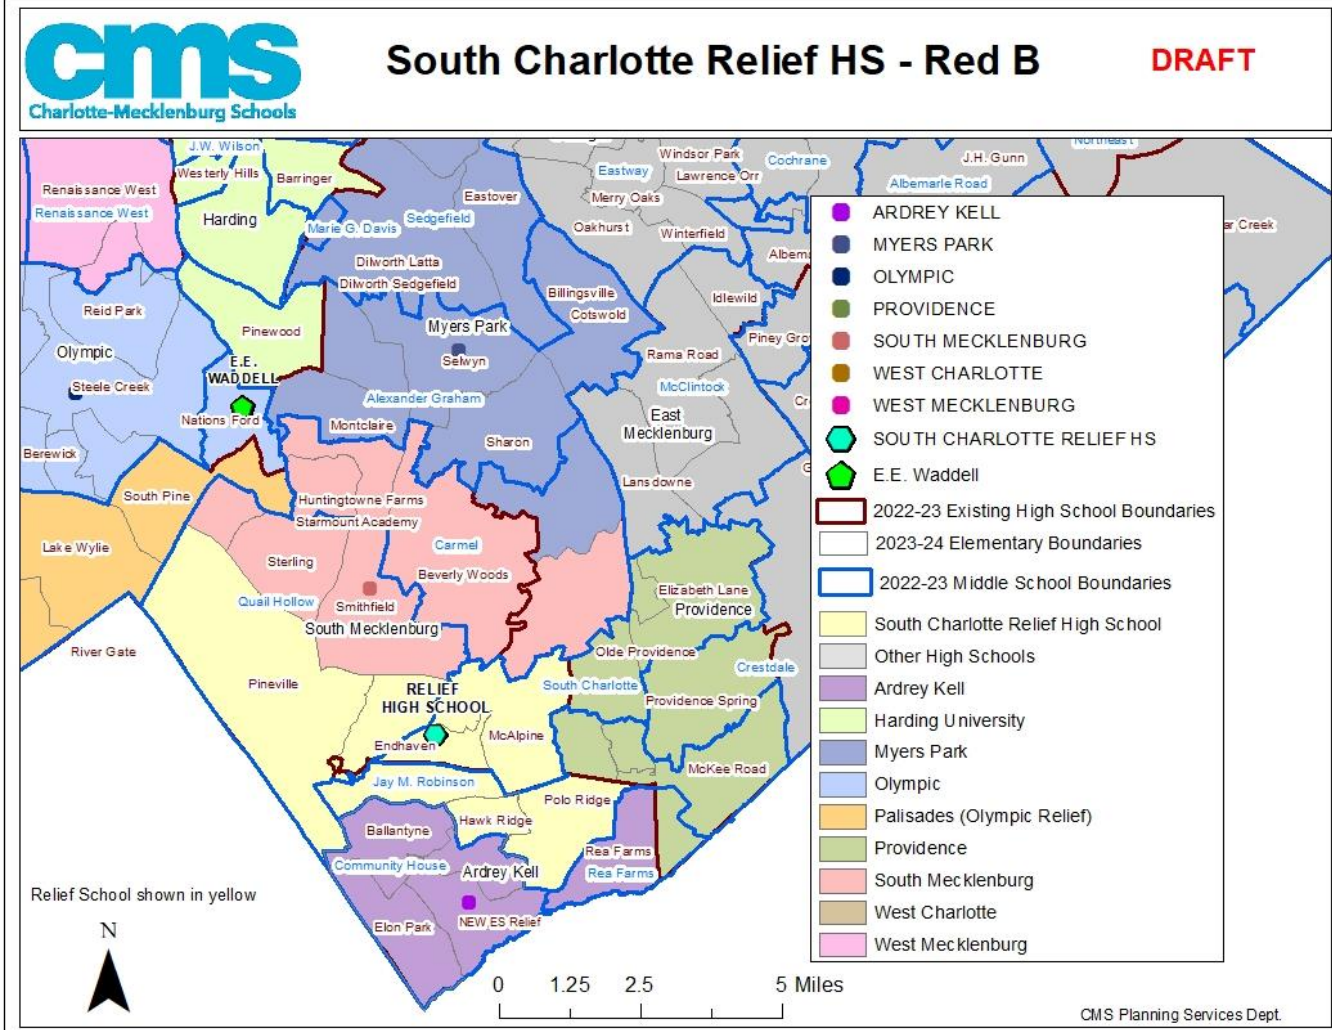 cms
Charlotte-Mecklenburg Schools
South Charlotte Relief HS - Red B
DRAFT
J.W. Wilson
Westerly Hills
Barringer
Renaissance West
Renaissance West
Harding
Marie G. Davis
Sedgefield
Eastover
Windsor Park
Lawrence Orr
Eastway
Merry Oaks
Oakhurst
Winterfield
Cochrane
J.H. Gunn
Albemarle Road
Northeast
Dilworth Latta
Dilworth Sedgefield
Billingsville
Cotswold
Idlewild
Reid Park
Pinewood
Myers Park
Selwyn
Olympic
E.E.
WADDELL
Steele Creek
Nations Ford
Alexander Graham
Montclaire
Sharon
Rama Road
McClintock
East
Mecklenburg
Lansdowne
Berewick
South Pine
Lake Wylie
Huntingtowne Farms
Starmount Academy
Carmel
Sterling
Beverly Woods
Quail Hollow
Smithfield
South Mecklenburg
Elizabeth Lane
Providence
River Gate
Olde Providence
Crestdale
Pineville
RELIEF
HIGH SCHOOL
South Charlotte
Providence Spring
Endhaven
McAlpine
McKee Road
Jay M. Robinson
Polo Ridge
Hawk Ridge
Ballantyne
Rea Farms
Community House
Ardrey Kell
Rea Farms
Elon Park
NEW ES Relief
ARDREY KELL
MYERS PARK
OLYMPIC
PROVIDENCE
SOUTH MECKLENBURG
WEST CHARLOTTE
WEST MECKLENBURG
SOUTH CHARLOTTE RELIEF HS
E.E. Waddell
2022-23 Existing High School Boundaries
2023-24 Elementary Boundaries
2022-23 Middle School Boundaries
South Charlotte Relief High School
Other High Schools
Ardrey Kell
Harding University
Myers Park
Olympic
Palisades (Olympic Relief)
Providence
South Mecklenburg
West Charlotte
West Mecklenburg
Relief School shown in yellow
N
0 1.25 2.5 5 Miles
CMS Planning Services Dept.